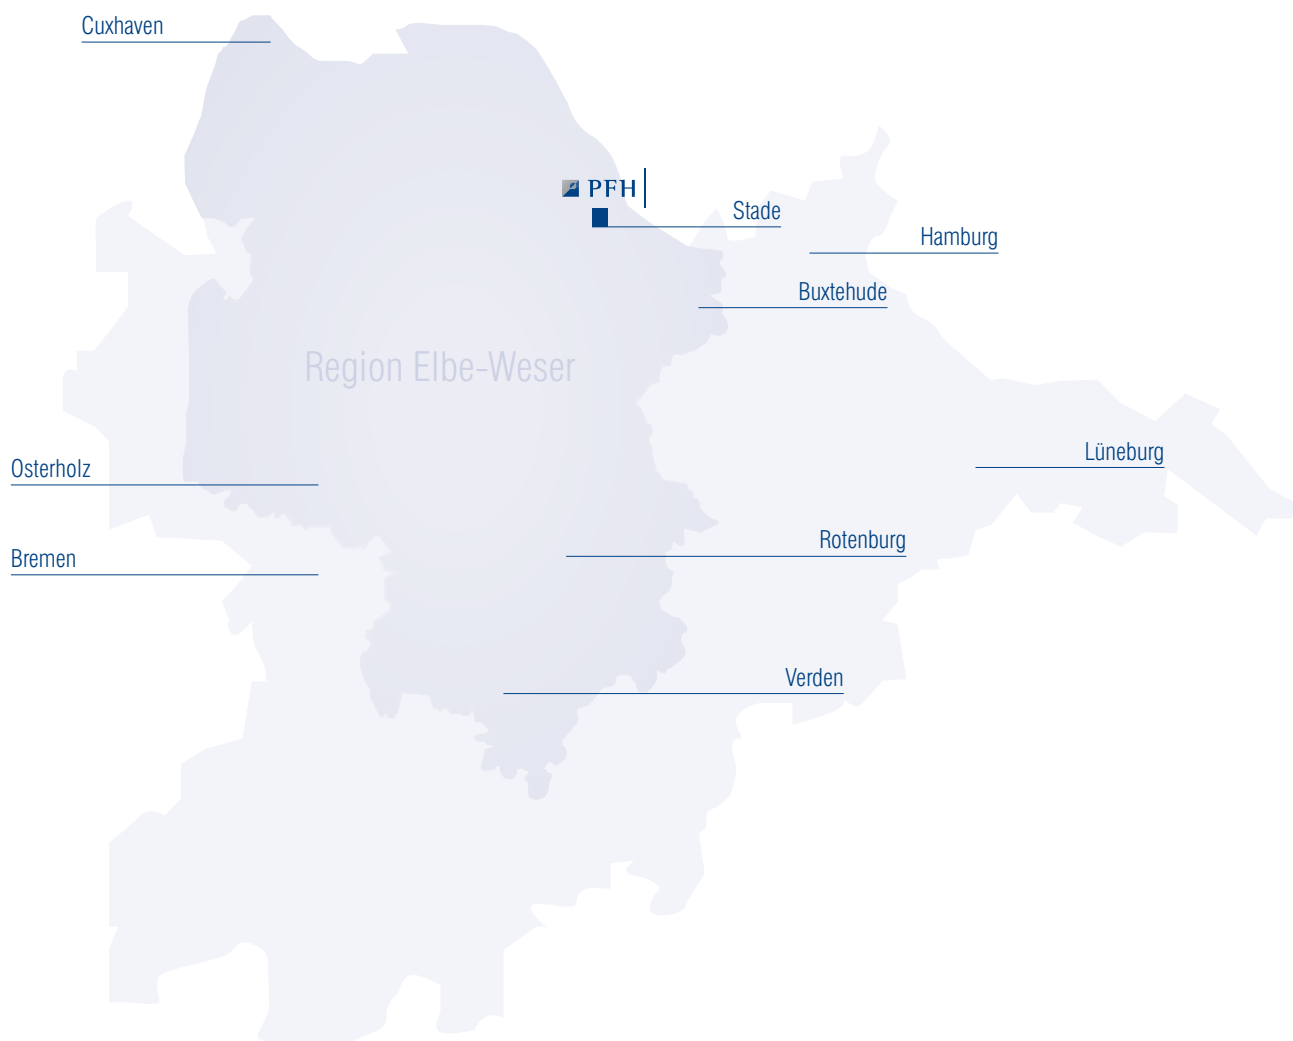 Cuxhaven
PFH
Stade
Hamburg
Buxtehude
Region Elbe-Weser
Lüneburg
Osterholz
Rotenburg
Bremen
Verden